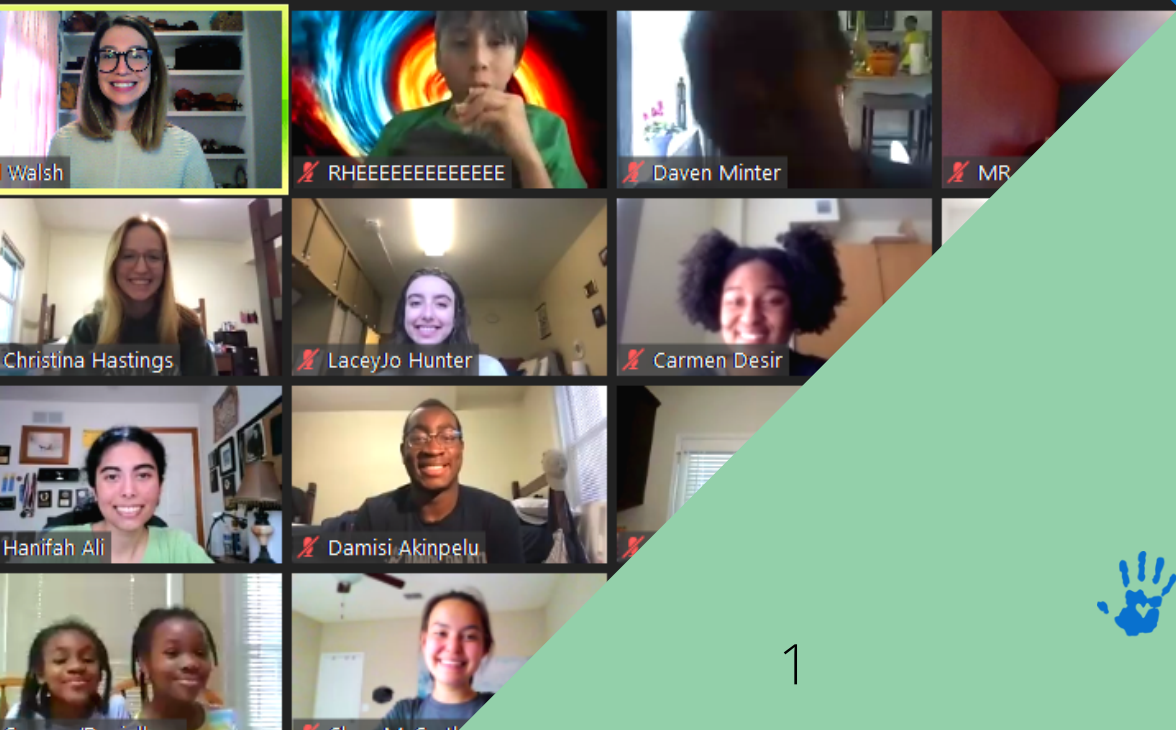 Walsh
RHEEEEEEEEEEEEE
Daven Minter
MR
Christina Hastings
LaceyJo Hunter
Carmen Desir
Hanifah Ali
Damisi Akinpelu
1